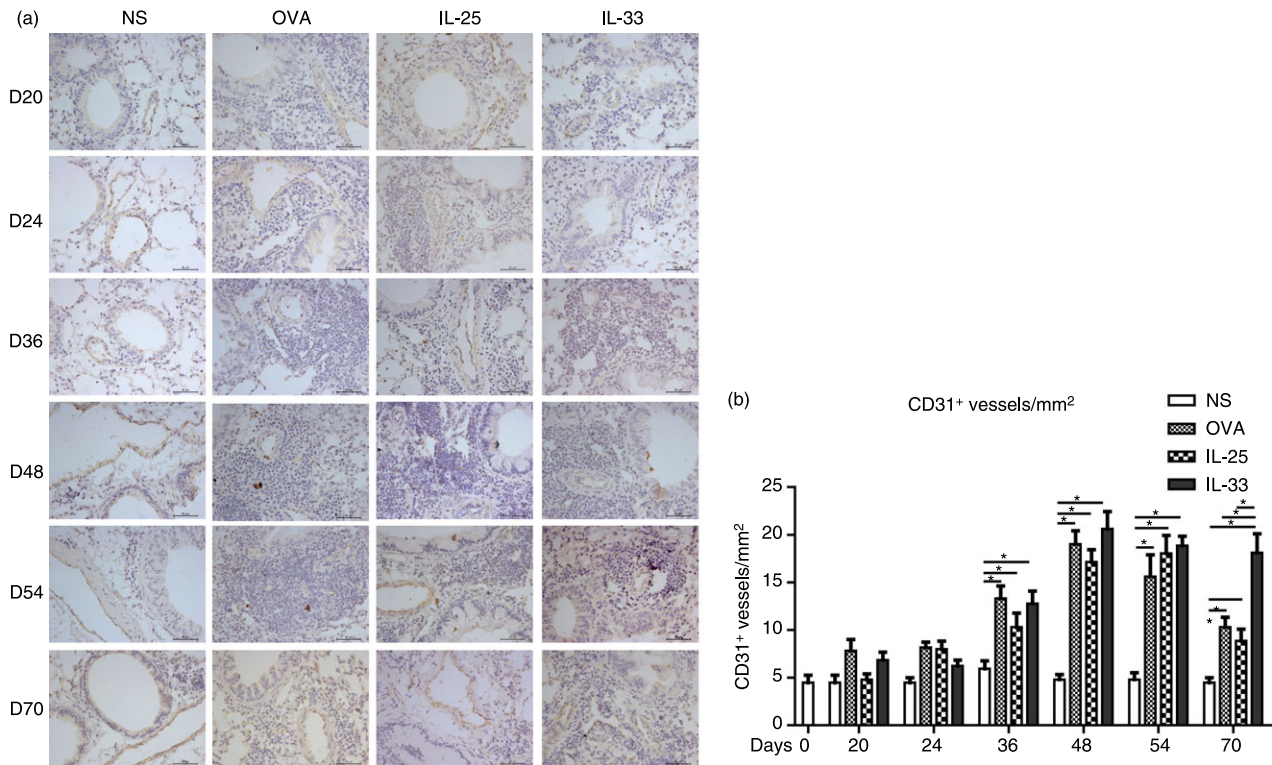 (a)
NS OVA IL-25 IL-33
D20
D24
D36
D48
D54
D70
(b)
CD31⁺ vessels/mm²
NS
OVA
IL-25
IL-33
CD31⁺ vessels/mm²
25
20
15
10
5
0
* * *
* * *
* * *
* * * *
*
Days 0 20 24 36 48 54 70